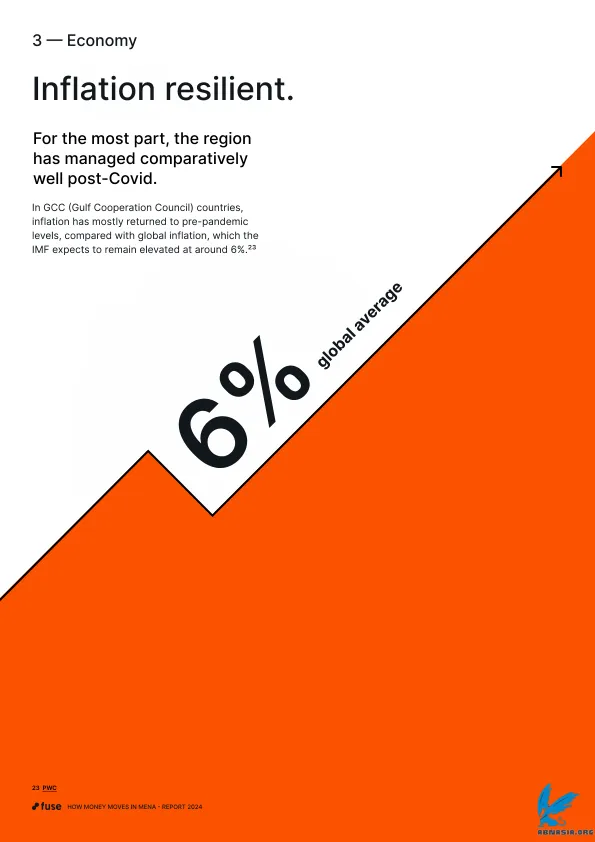 3 — Economy
Inflation resilient.
For the most part, the region
has managed comparatively
well post-Covid.
In GCC (Gulf Cooperation Council) countries,
inflation has mostly returned to pre-pandemic
levels, compared with global inflation, which the
IMF expects to remain elevated at around 6%.²³
6% global average
23 PWC
fuse HOW MONEY MOVES IN MENA - REPORT 2024
ABNASIA.ORG